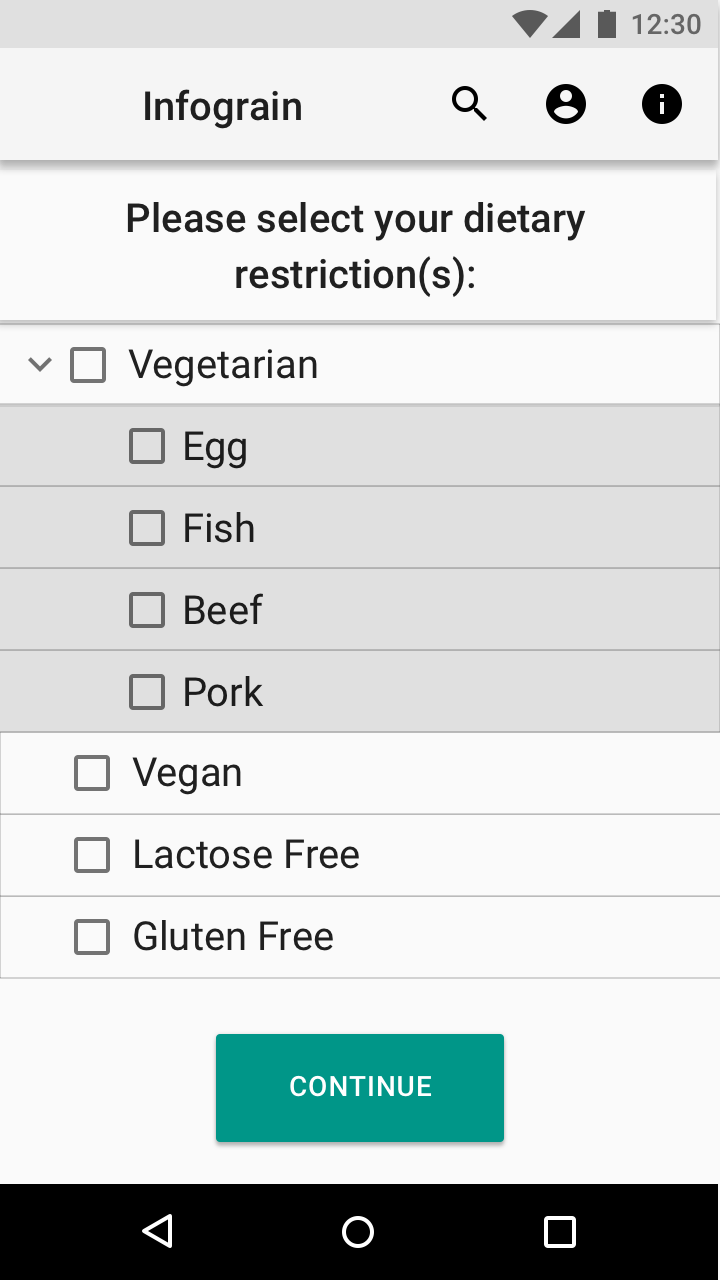 12:30
Infograin
Please select your dietary
restriction(s):
Vegetarian
Egg
Fish
Beef
Pork
Vegan
Lactose Free
Gluten Free
CONTINUE